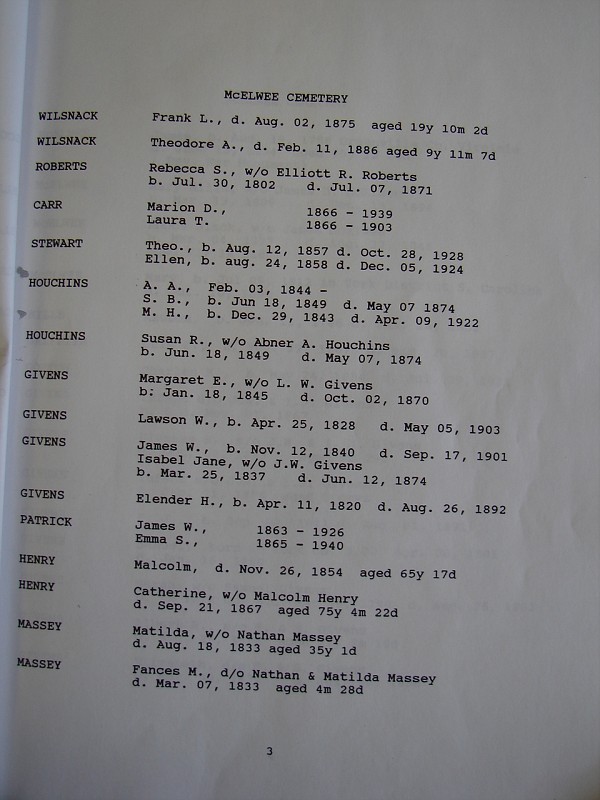 McELWEE CEMETERY
WILSNACK Frank L., d. Aug. 02, 1875 aged 19y 10m 2d
WILSNACK Theodore A., d. Feb. 11, 1886 aged 9y 11m 7d
ROBERTS Rebecca S., w/o Elliott R. Roberts
b. Jul. 30, 1802 d. Jul. 07, 1871
CARR Marion D., 1866 - 1939
Laura T. 1866 - 1903
STEWART Theo., b. Aug. 12, 1857 d. Oct. 28, 1928
Ellen, b. aug. 24, 1858 d. Dec. 05, 1924
HOUCHINS A. A., Feb. 03, 1844 -
S. B., b. Jun 18, 1849 d. May 07 1874
M. H., b. Dec. 29, 1843 d. Apr. 09, 1922
HOUCHINS Susan R., w/o Abner A. Houchins
b. Jun. 18, 1849 d. May 07, 1874
GIVENS Margaret E., w/o L. W. Givens
b: Jan. 18, 1845 d. Oct. 02, 1870
GIVENS Lawson W., b. Apr. 25, 1828 d. May 05, 1903
GIVENS James W., b. Nov. 12, 1840 d. Sep. 17, 1901
Isabel Jane, w/o J.W. Givens
b. Mar. 25, 1837 d. Jun. 12, 1874
GIVENS Elender H., b. Apr. 11, 1820 d. Aug. 26, 1892
PATRICK James W., 1863 - 1926
Emma S., 1865 - 1940
HENRY Malcolm, d. Nov. 26, 1854 aged 65y 17d
HENRY Catherine, w/o Malcolm Henry
d. Sep. 21, 1867 aged 75y 4m 22d
MASSEY Matilda, w/o Nathan Massey
d. Aug. 18, 1833 aged 35y 1d
MASSEY Fances M., d/o Nathan & Matilda Massey
d. Mar. 07, 1833 aged 4m 28d
3